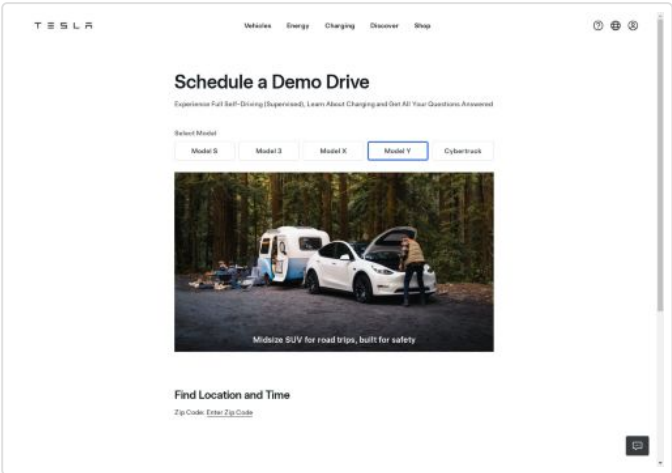 TESLA
Vehicles Energy Charging Discover Shop
Schedule a Demo Drive
Experience Full Self-Driving (Supervised), Learn About Charging and Get All Your Questions Answered
Select Model
Model S Model 3 Model X Model Y Cybertruck
Midsize SUV for road trips, built for safety
Find Location and Time
Zip Code: Enter Zip Code